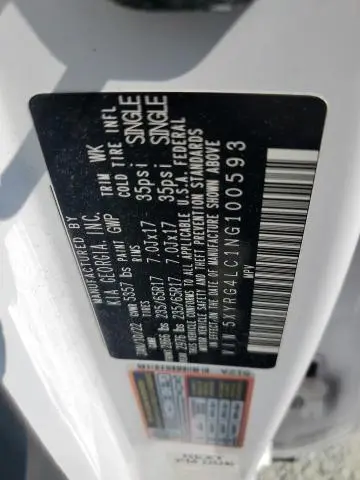 MANUFACTURED BY
KIA GEORGIA, INC.
GVWR 5357 lbs PAINT GWP TRIM WK
TIRES RIMS COLD TIRE INFL
235/65R17 7.0Jx17 35psi SINGLE
235/65R17 7.0Jx17 35psi SINGLE
THIS VEHICLE CONFORMS TO ALL APPLICABLE U.S.A. FEDERAL
MOTOR VEHICLE SAFETY AND THEFT PREVENTION STANDARDS
IN EFFECT ON THE DATE OF MANUFACTURE SHOWN ABOVE
VIN 5XYRG4LC1NG100593
MPV